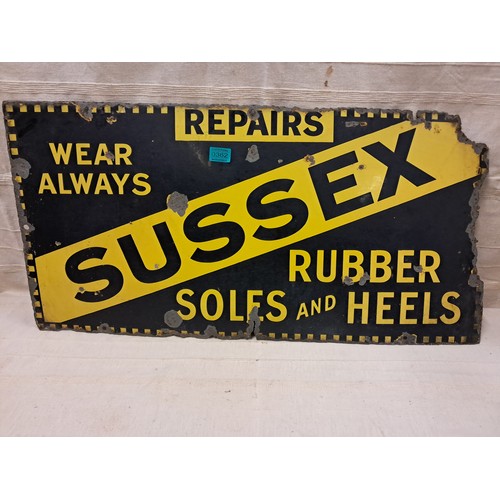 REPAIRS
WEAR
ALWAYS
SUSSEX
RUBBER
SOLES AND HEELS